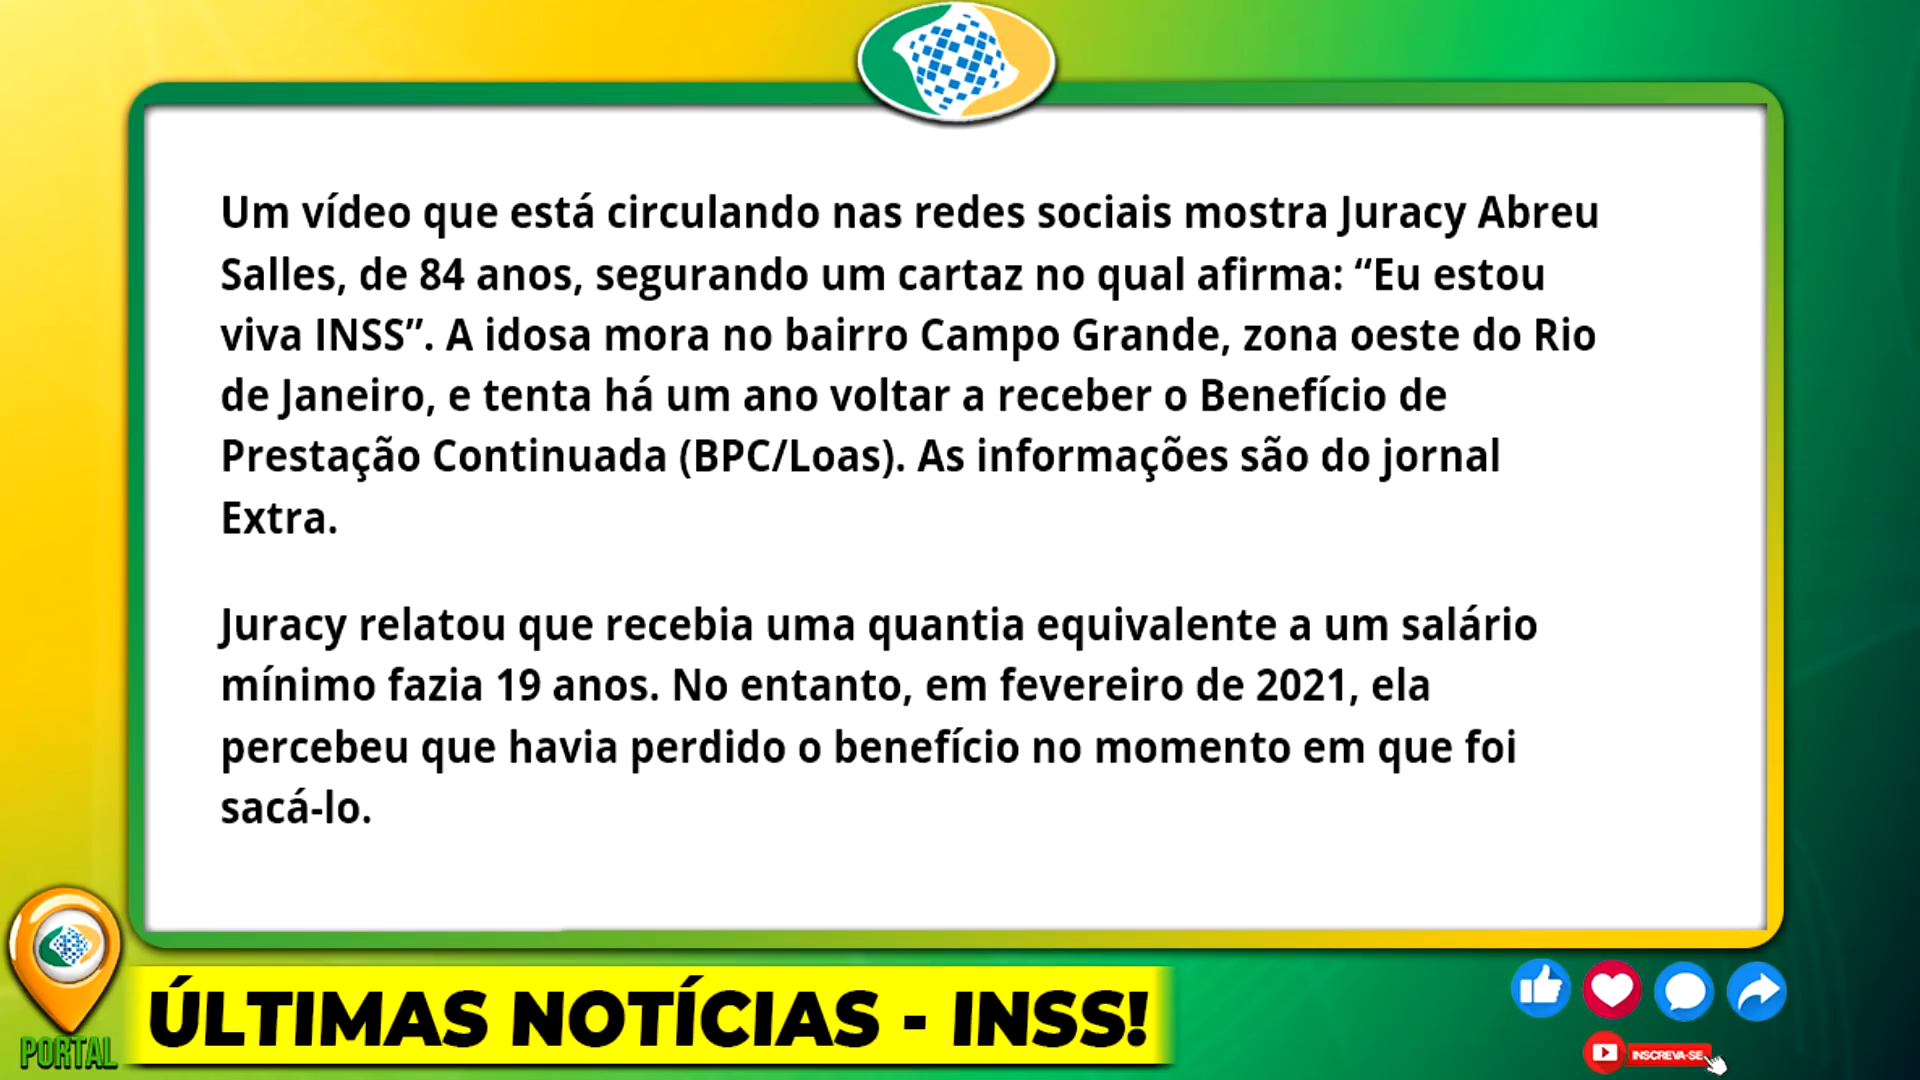 Um vídeo que está circulando nas redes sociais mostra Juracy Abreu
Salles, de 84 anos, segurando um cartaz no qual afirma: “Eu estou
viva INSS”. A idosa mora no bairro Campo Grande, zona oeste do Rio
de Janeiro, e tenta há um ano voltar a receber o Benefício de
Prestação Continuada (BPC/Loas). As informações são do jornal
Extra.
Juracy relatou que recebia uma quantia equivalente a um salário
mínimo fazia 19 anos. No entanto, em fevereiro de 2021, ela
percebeu que havia perdido o benefício no momento em que foi
sacá-lo.
ÚLTIMAS NOTÍCIAS - INSS!
PORTAL
INSCREVA-SE